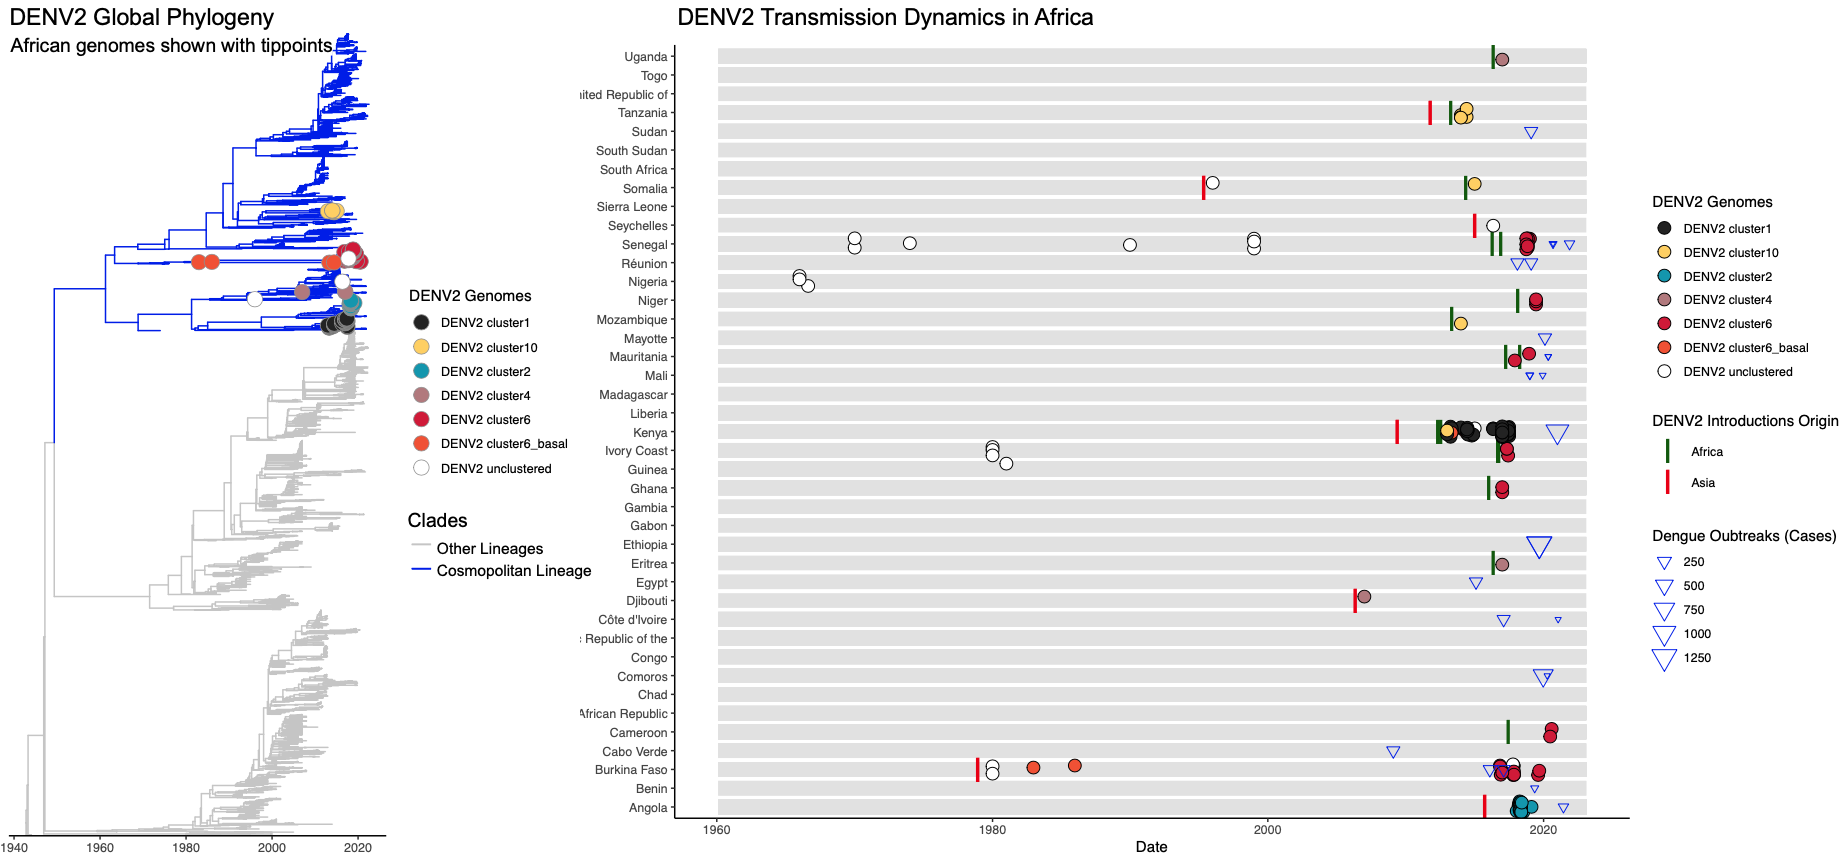 DENV2 Global Phylogeny
African genomes shown with tippoints
1940
1960
1980
2000
2020
DENV2 Genomes
DENV2 cluster1
DENV2 cluster10
DENV2 cluster2
DENV2 cluster4
DENV2 cluster6
DENV2 cluster6_basal
DENV2 unclustered
Clades
Other Lineages
Cosmopolitan Lineage
DENV2 Transmission Dynamics in Africa
Uganda
Togo
nited Republic of
Tanzania
Sudan
South Sudan
South Africa
Somalia
Sierra Leone
Seychelles
Senegal
Réunion
Nigeria
Niger
Mozambique
Mayotte
Mauritania
Mali
Madagascar
Liberia
Kenya
Ivory Coast
Guinea
Ghana
Gambia
Gabon
Ethiopia
Eritrea
Egypt
Djibouti
Côte d'Ivoire
Republic of the
Congo
Comoros
Chad
African Republic
Cameroon
Cabo Verde
Burkina Faso
Benin
Angola
1960
1980
2000
2020
Date
DENV2 Genomes
DENV2 cluster1
DENV2 cluster10
DENV2 cluster2
DENV2 cluster4
DENV2 cluster6
DENV2 cluster6_basal
DENV2 unclustered
DENV2 Introductions Origin
Africa
Asia
Dengue Outbreaks (Cases)
250
500
750
1000
1250